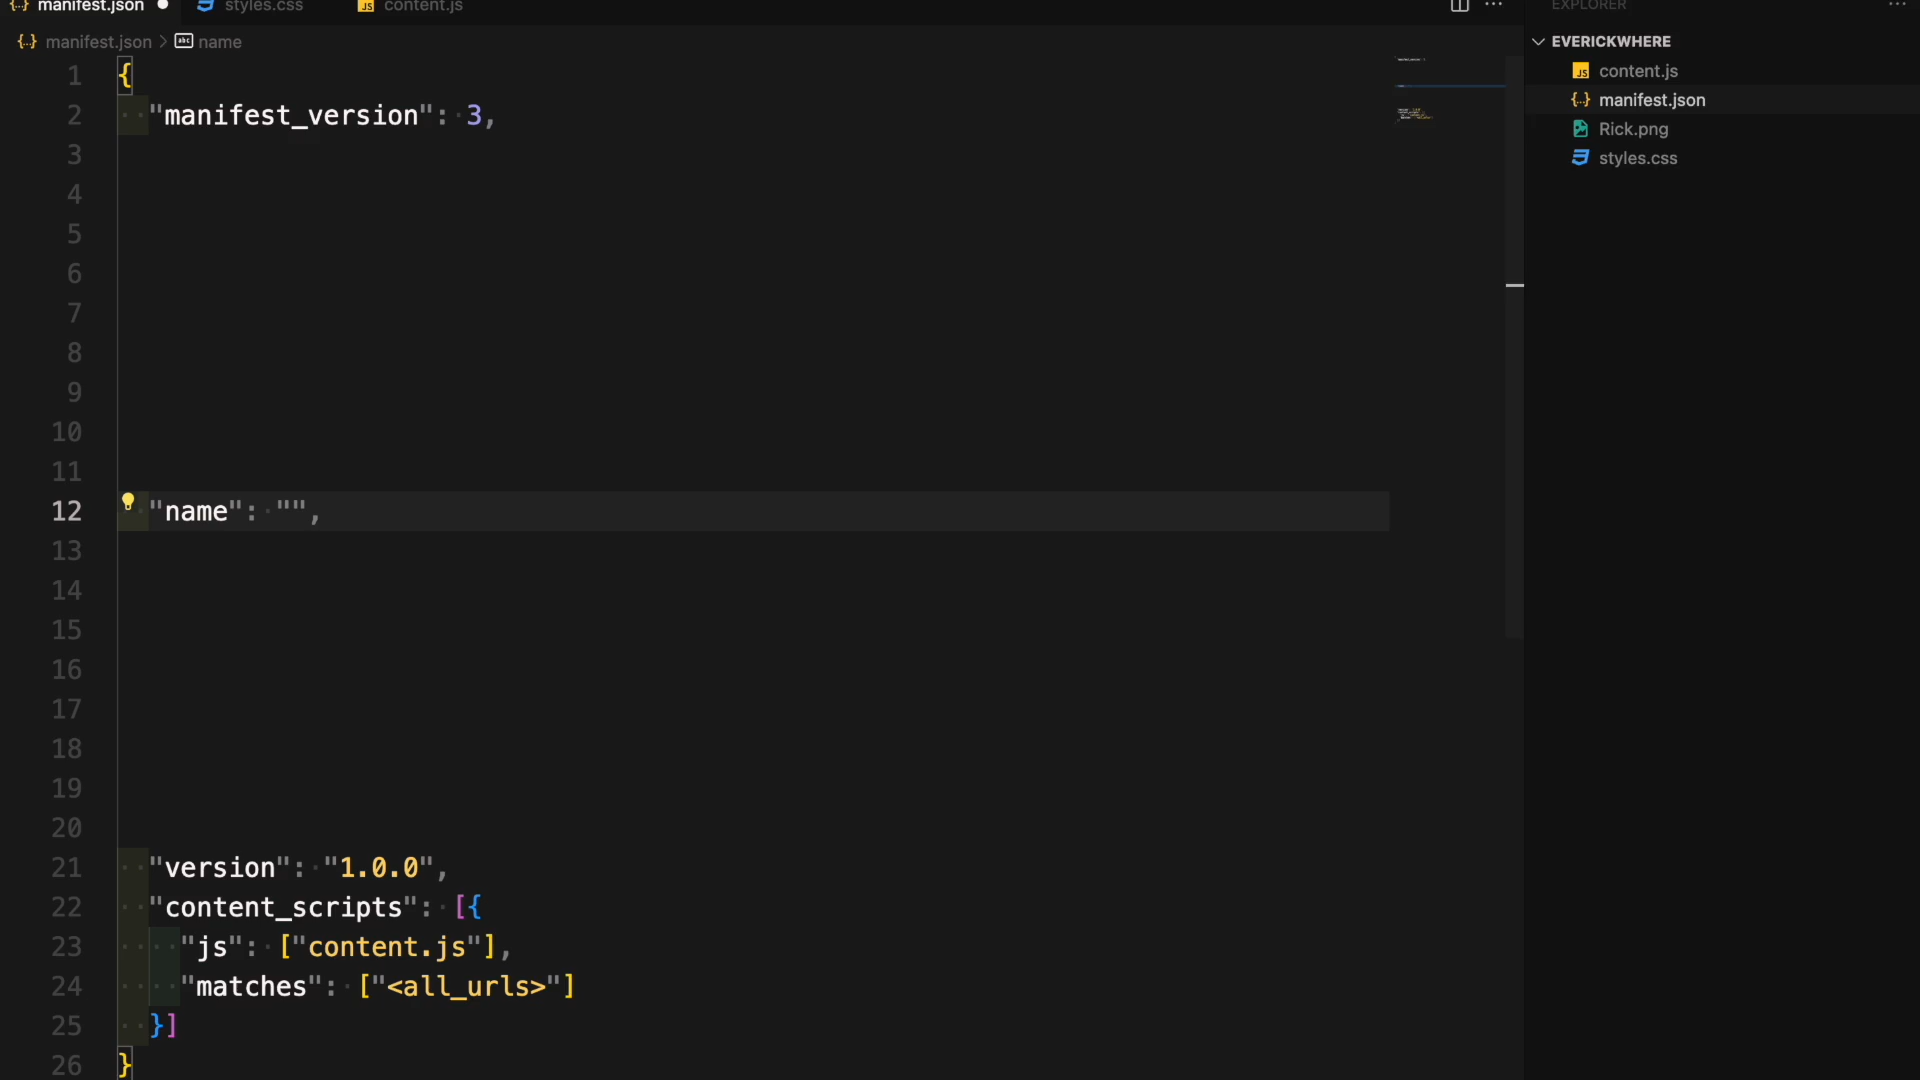 manifest.json styles.css content.js
EXPLORER
manifest.json > name
EVERICKWHERE
content.js
manifest.json
Rick.png
styles.css
1 {
2 "manifest_version": 3,
3
4
5
6
7
8
9
10
11
12 "name": "",
13
14
15
16
17
18
19
20
21 "version": "1.0.0",
22 "content_scripts": [{
23 "js": ["content.js"],
24 "matches": ["<all_urls>"]
25 }]
26 }